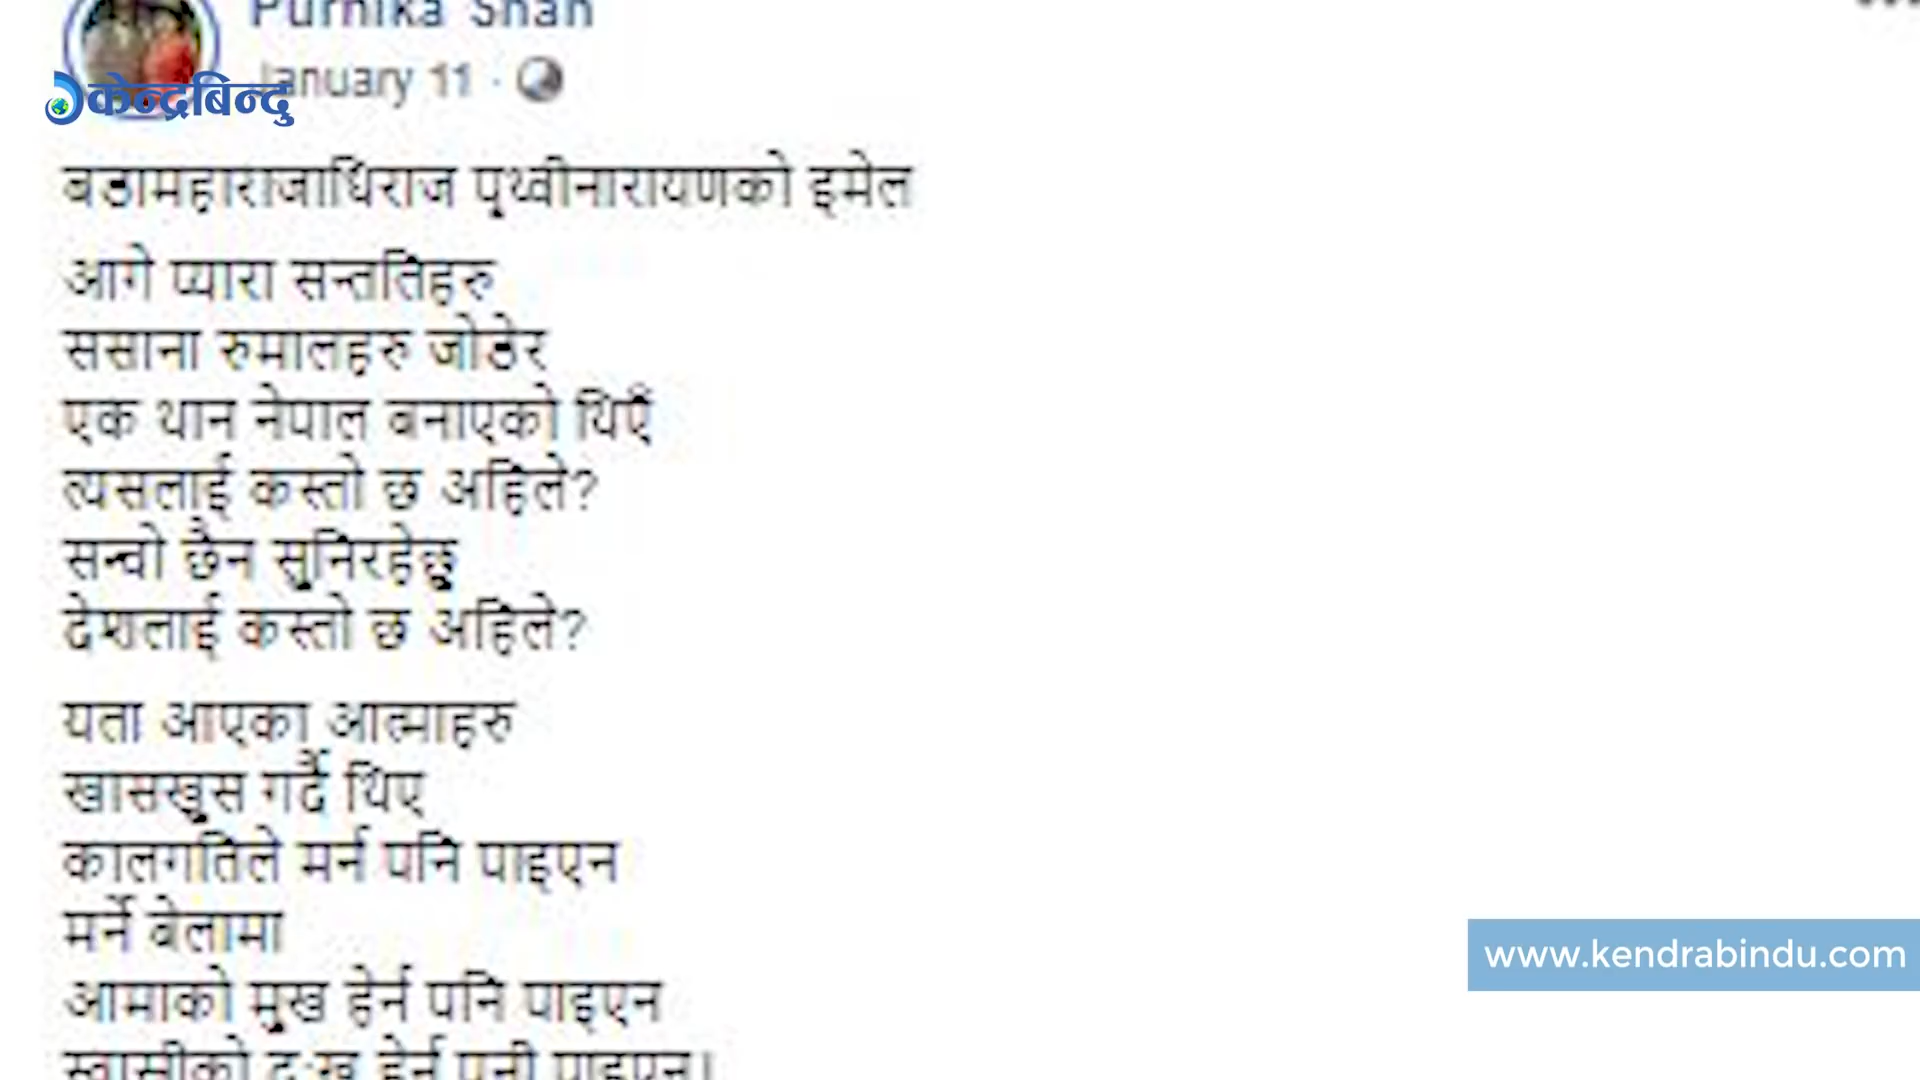 Purnika Shah
January 11
केन्द्रबिन्दु
बडामहाराजाधिराज पृथ्वीनारायणको इमेल
आगे प्यारा सन्ततिहरु
ससाना रुमालहरु जोडेर
एक थान नेपाल बनाएको थिएँ
त्यसलाई कस्तो छ अहिले?
सन्चो छैन सुनिरहेछु
देशलाई कस्तो छ अहिले?
यता आएका आत्माहरु
खासखुस गर्दै थिए
कालगतिले मर्न पनि पाइएन
मर्ने बेलामा
आमाको मुख हेर्न पनि पाइएन
स्वास्नीको दु:ख हेर्न पनी पाइएन।
www.kendrabindu.com